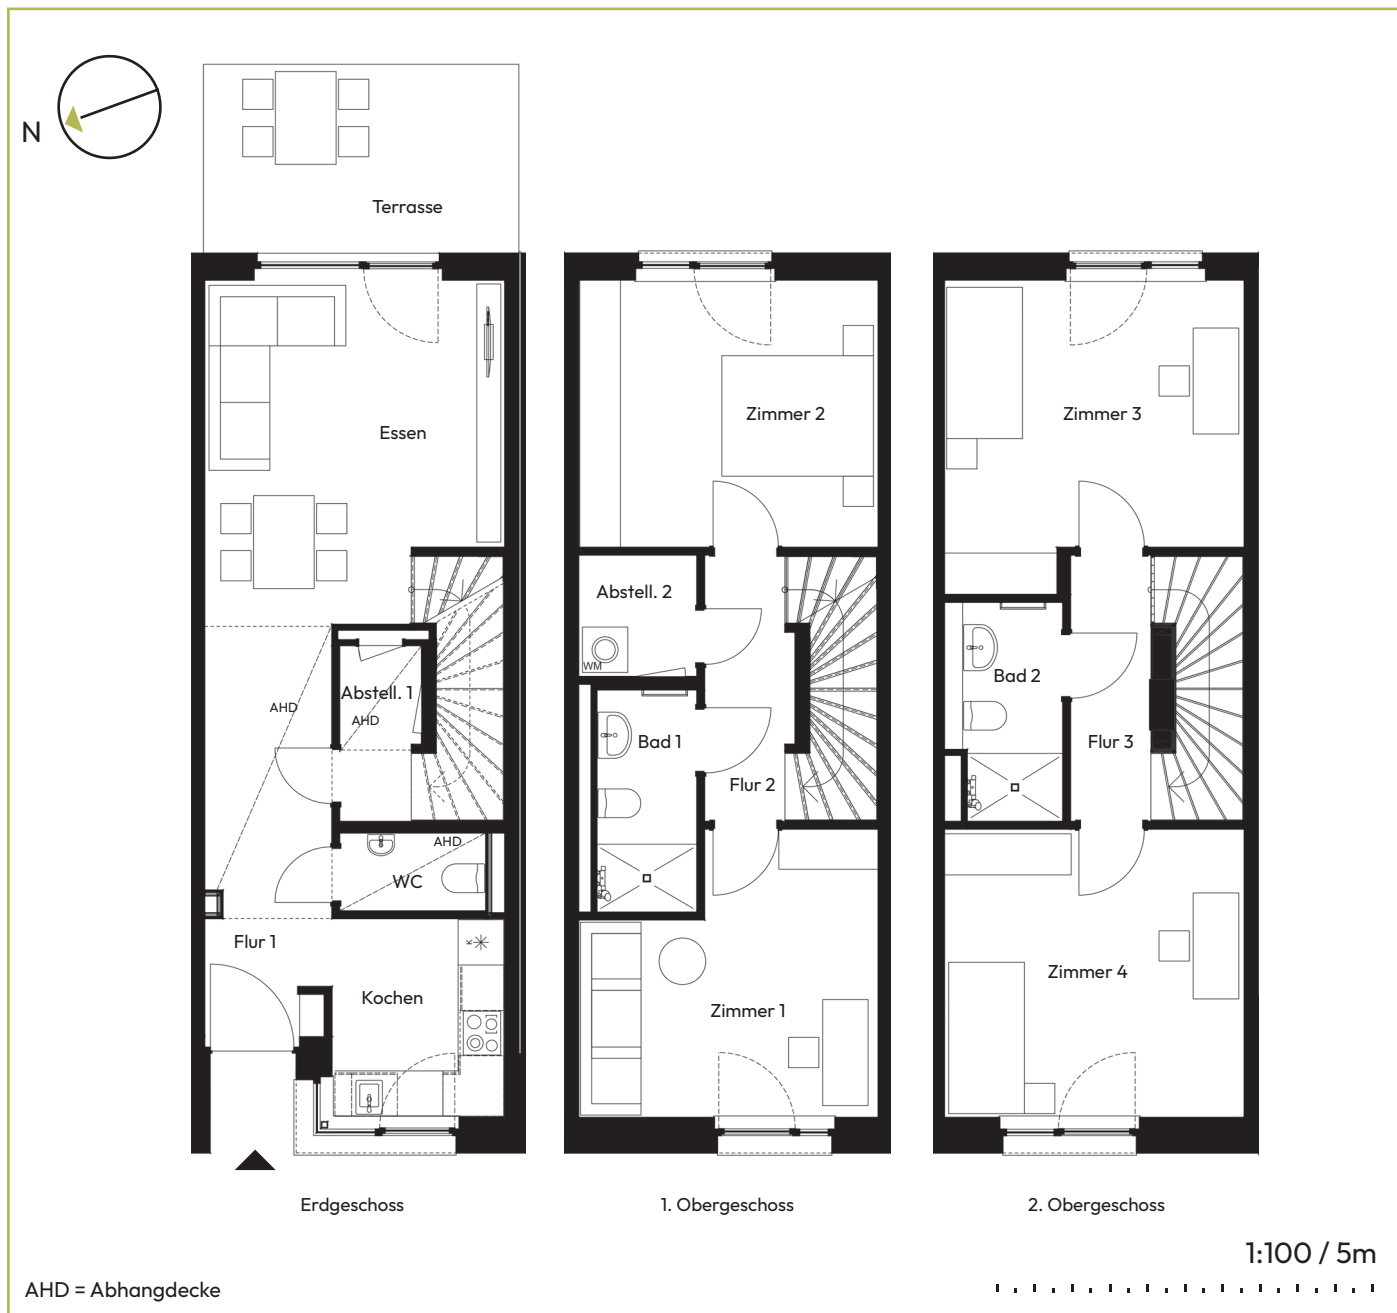 N
Terrasse
Essen
Zimmer 2
Zimmer 3
Abstell. 2
WM
Abstell. 1
AHD
AHD
Bad 1
Bad 2
Flur 2
Flur 3
AHD
WC
Flur 1
K
Kochen
Zimmer 1
Zimmer 4
Erdgeschoss
1. Obergeschoss
2. Obergeschoss
1:100 / 5m
AHD = Abhangdecke